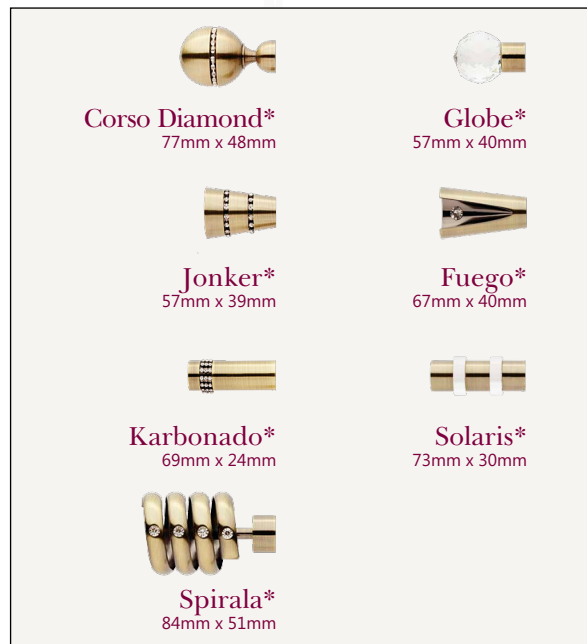 Corso Diamond*
77mm x 48mm
Globe*
57mm x 40mm
Jonker*
57mm x 39mm
Fuego*
67mm x 40mm
Karbonado*
69mm x 24mm
Solaris*
73mm x 30mm
Spirala*
84mm x 51mm